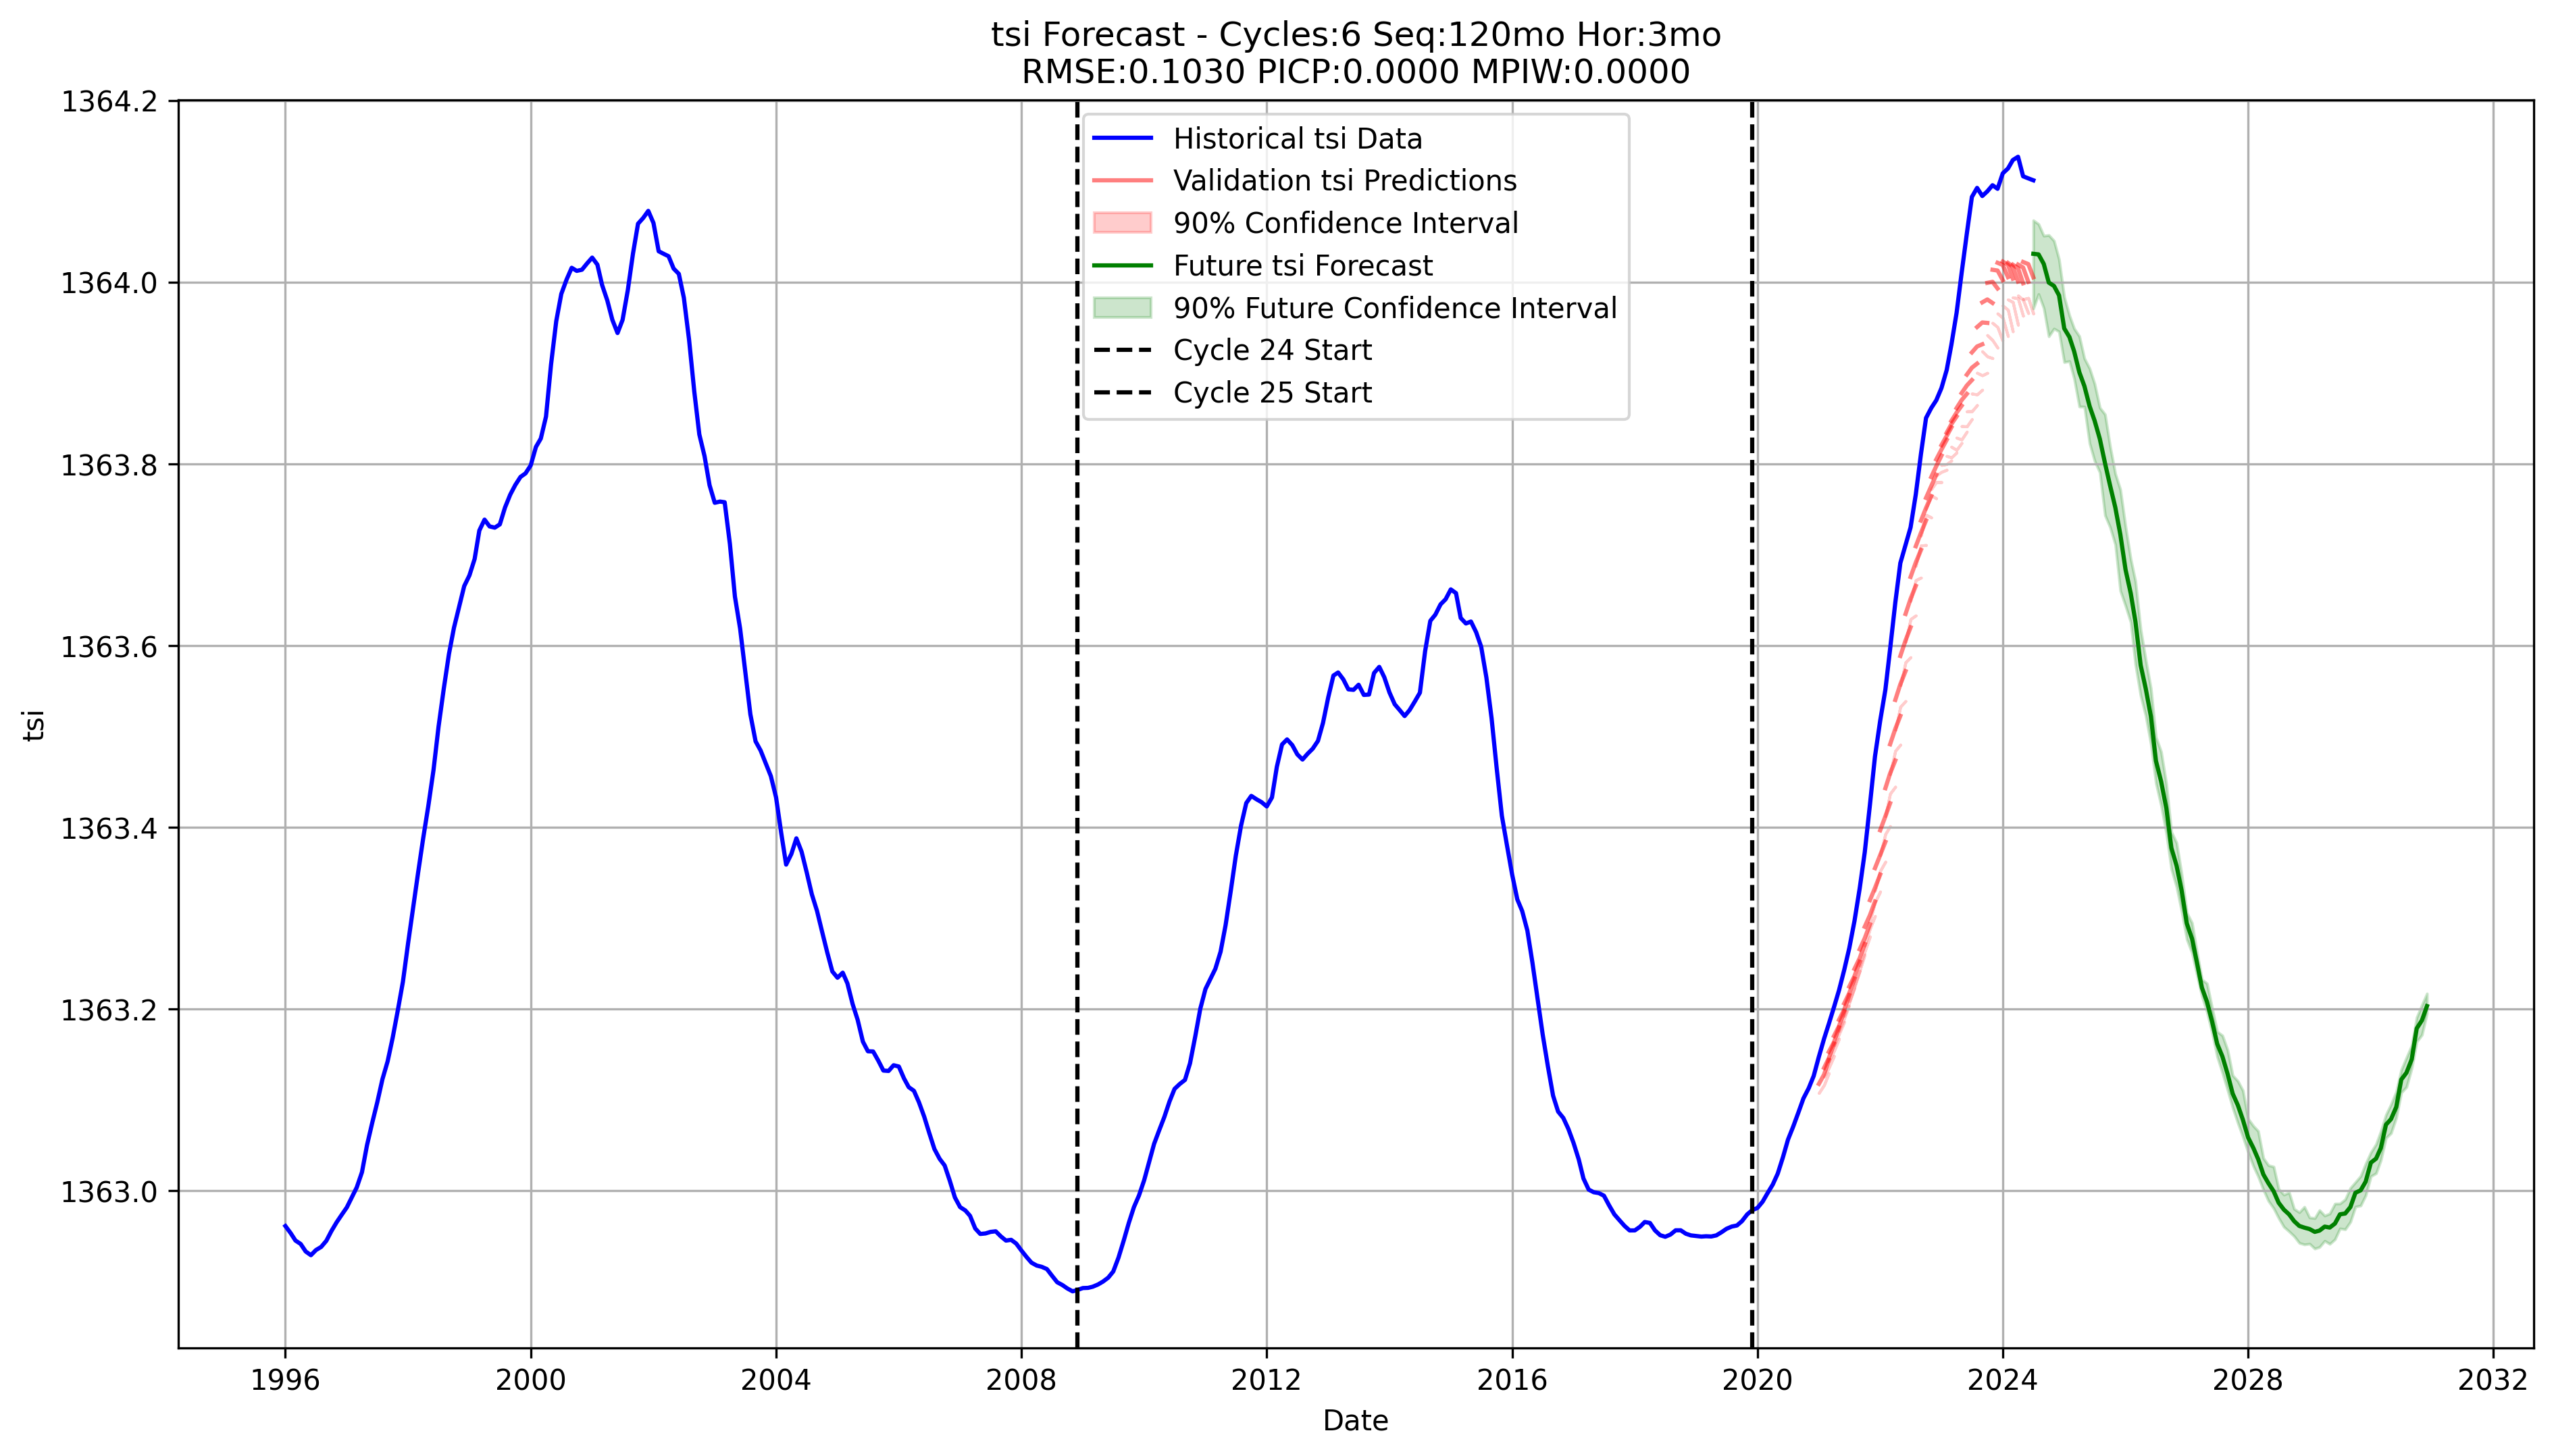 tsi Forecast - Cycles:6 Seq:120mo Hor:3mo
RMSE:0.1030 PICP:0.0000 MPIW:0.0000
1364.2
1364.0
1363.8
1363.6
1363.4
1363.2
1363.0
tsi
Historical tsi Data
Validation tsi Predictions
90% Confidence Interval
Future tsi Forecast
90% Future Confidence Interval
Cycle 24 Start
Cycle 25 Start
1996 2000 2004 2008 2012 2016 2020 2024 2028 2032
Date